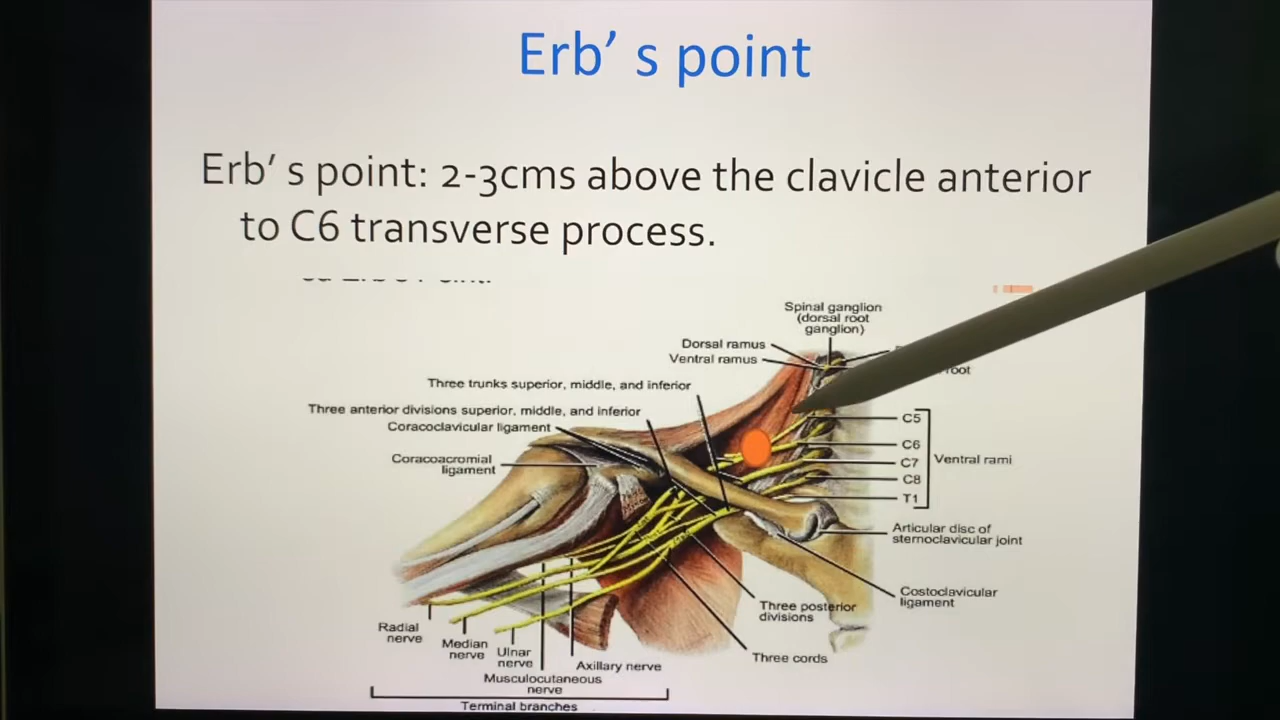 Erb’ s point
Erb’ s point: 2-3cms above the clavicle anterior
to C6 transverse process.
Spinal ganglion
(dorsal root
ganglion)
Dorsal ramus
Ventral ramus
Three trunks superior, middle, and inferior
Three anterior divisions superior, middle, and inferior
Coracoclavicular ligament
Coracoacromial
ligament
C5
C6
C7
C8
T1
Ventral rami
Articular disc of
sternoclavicular joint
Costoclavicular
ligament
Three posterior
divisions
Three cords
Radial
nerve
Median
nerve
Ulnar
nerve
Axillary nerve
Musculocutaneous
nerve
Terminal branches